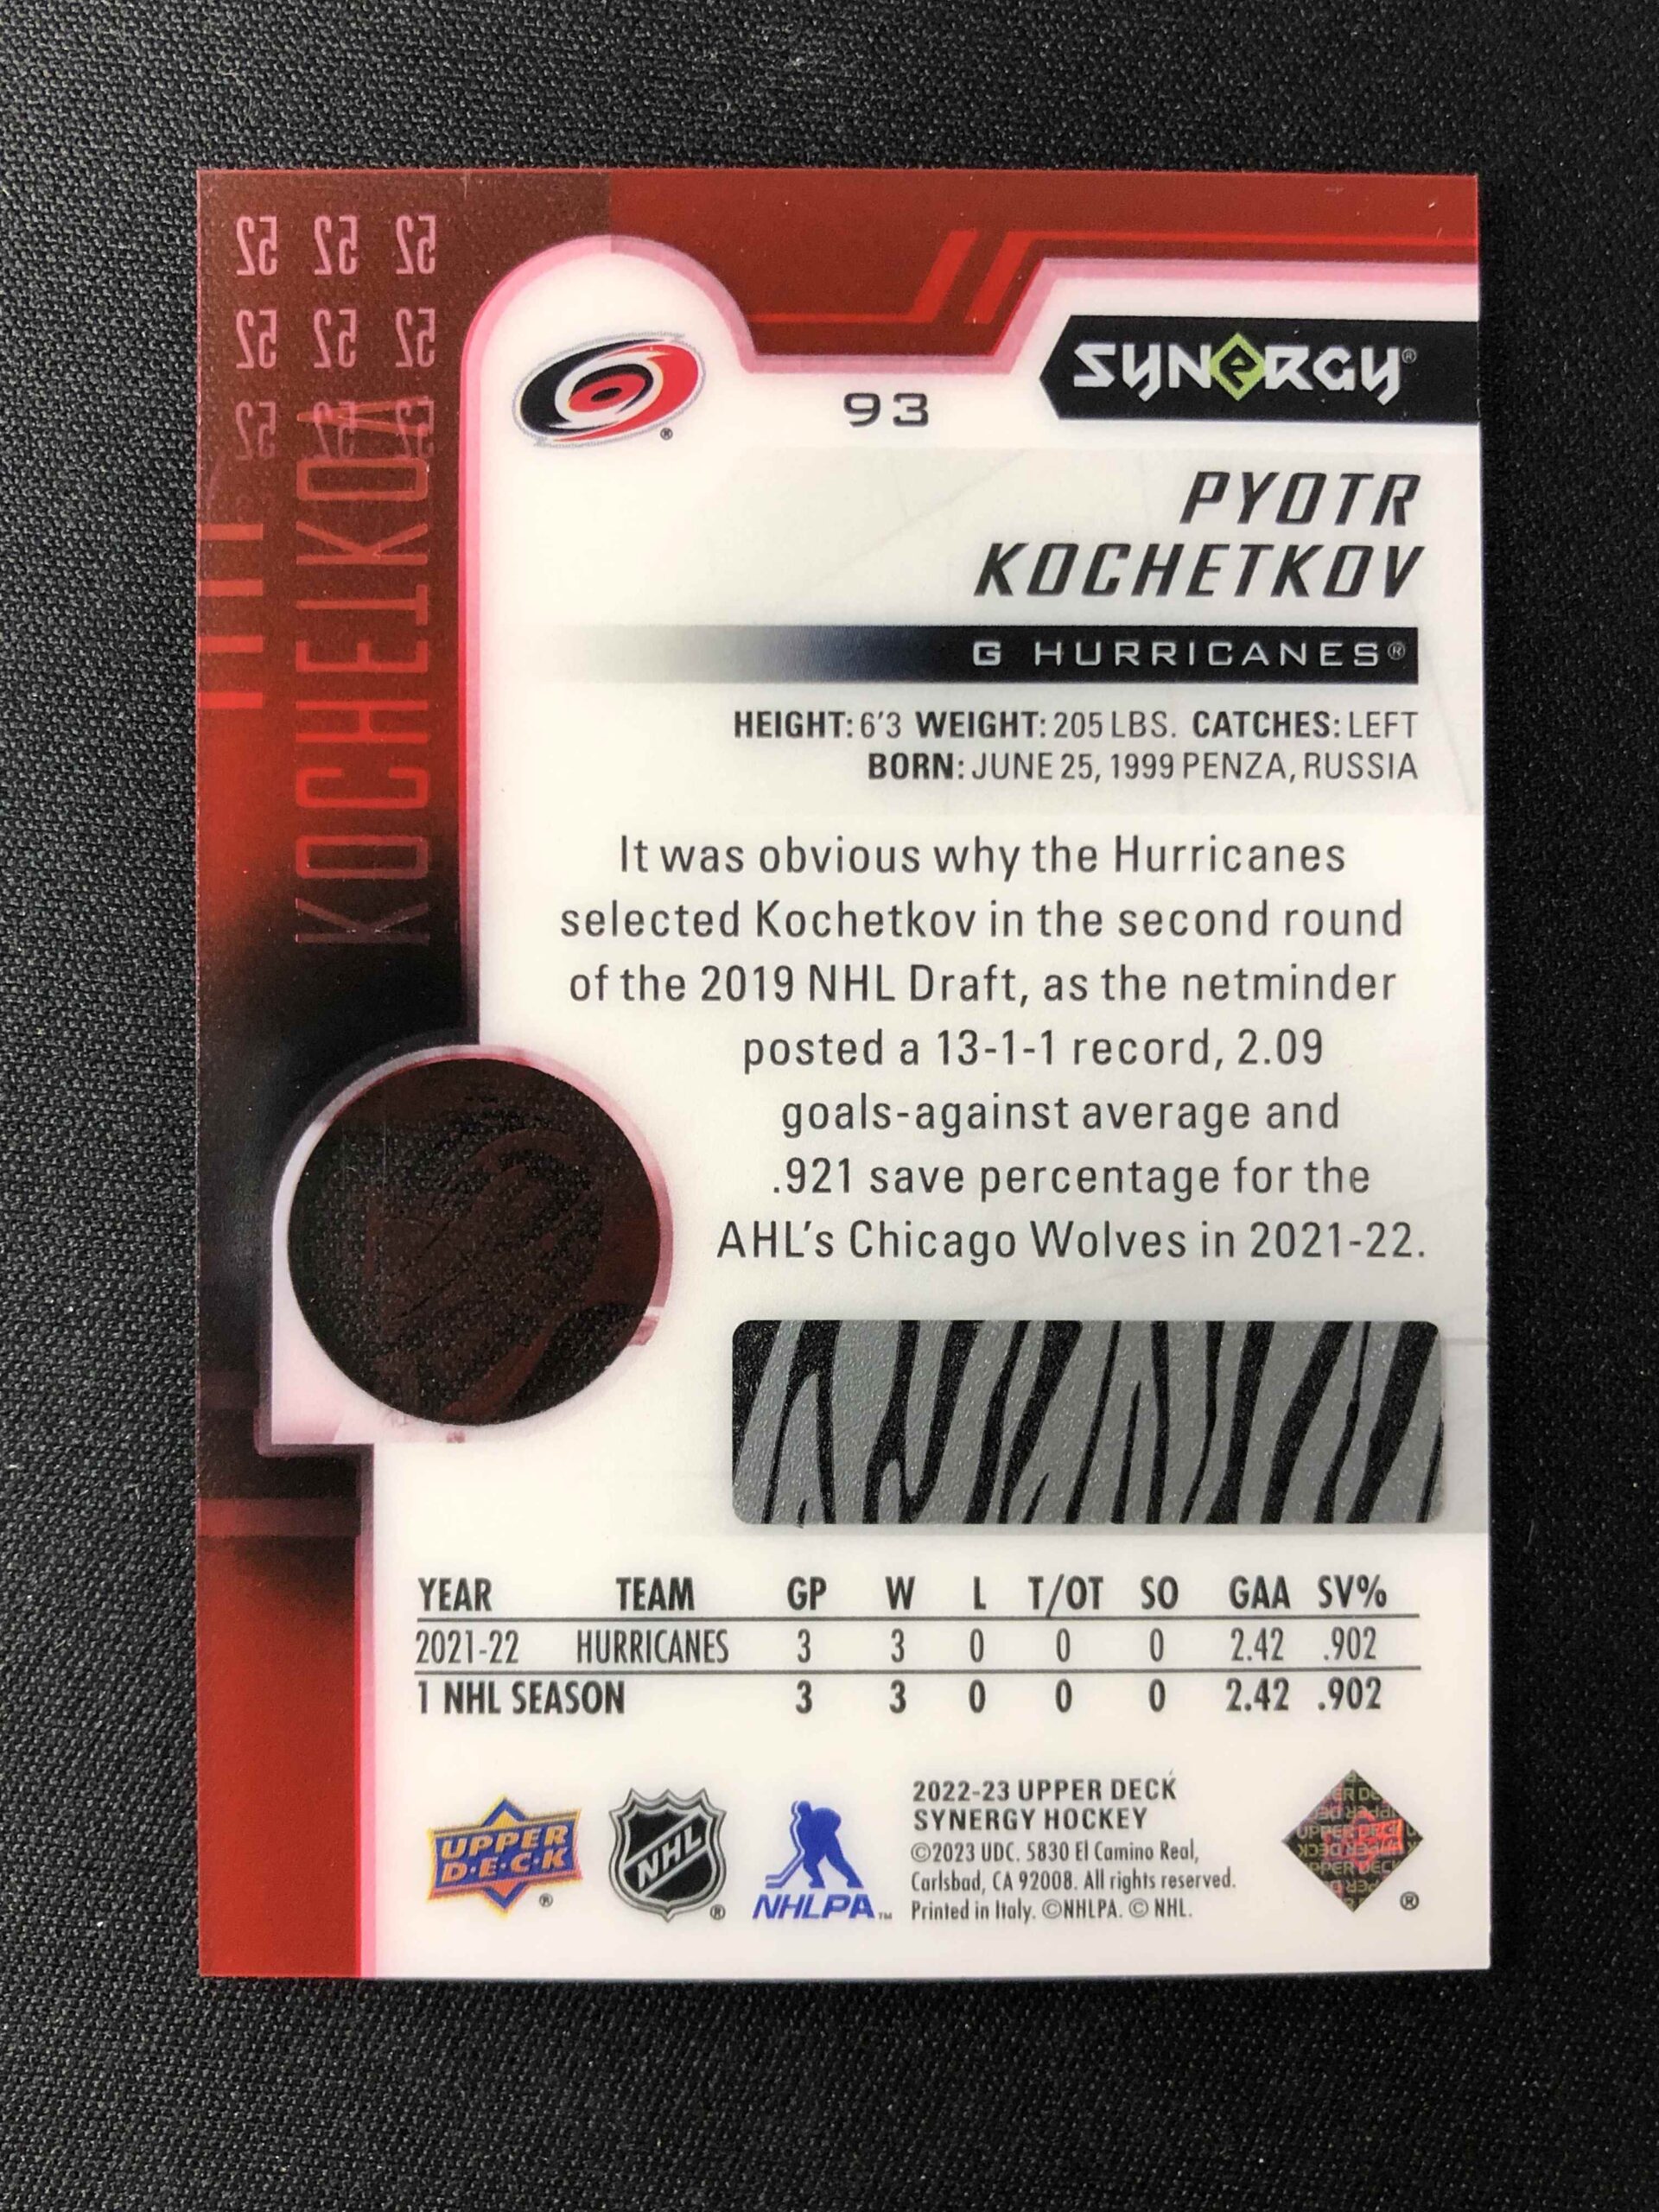 52 52 52
52 52 52
52 52 52
KOCHETKOV
93
SYNERGY®
PYOTR
KOCHETKOV
G HURRICANES®
HEIGHT: 6'3 WEIGHT: 205 LBS. CATCHES: LEFT
BORN: JUNE 25, 1999 PENZA, RUSSIA
It was obvious why the Hurricanes
selected Kochetkov in the second round
of the 2019 NHL Draft, as the netminder
posted a 13-1-1 record, 2.09
goals-against average and
.921 save percentage for the
AHL's Chicago Wolves in 2021-22.
YEAR TEAM GP W L T/OT SO GAA SV%
2021-22 HURRICANES 3 3 0 0 0 2.42 .902
1 NHL SEASON 3 3 0 0 0 2.42 .902
UPPER
D·E·C·K
®
NHL
®
NHLPA™
2022-23 UPPER DECK
SYNERGY HOCKEY
©2023 UDC. 5830 El Camino Real,
Carlsbad, CA 92008. All rights reserved.
Printed in Italy. ©NHLPA. © NHL.
UPPER DECK
®